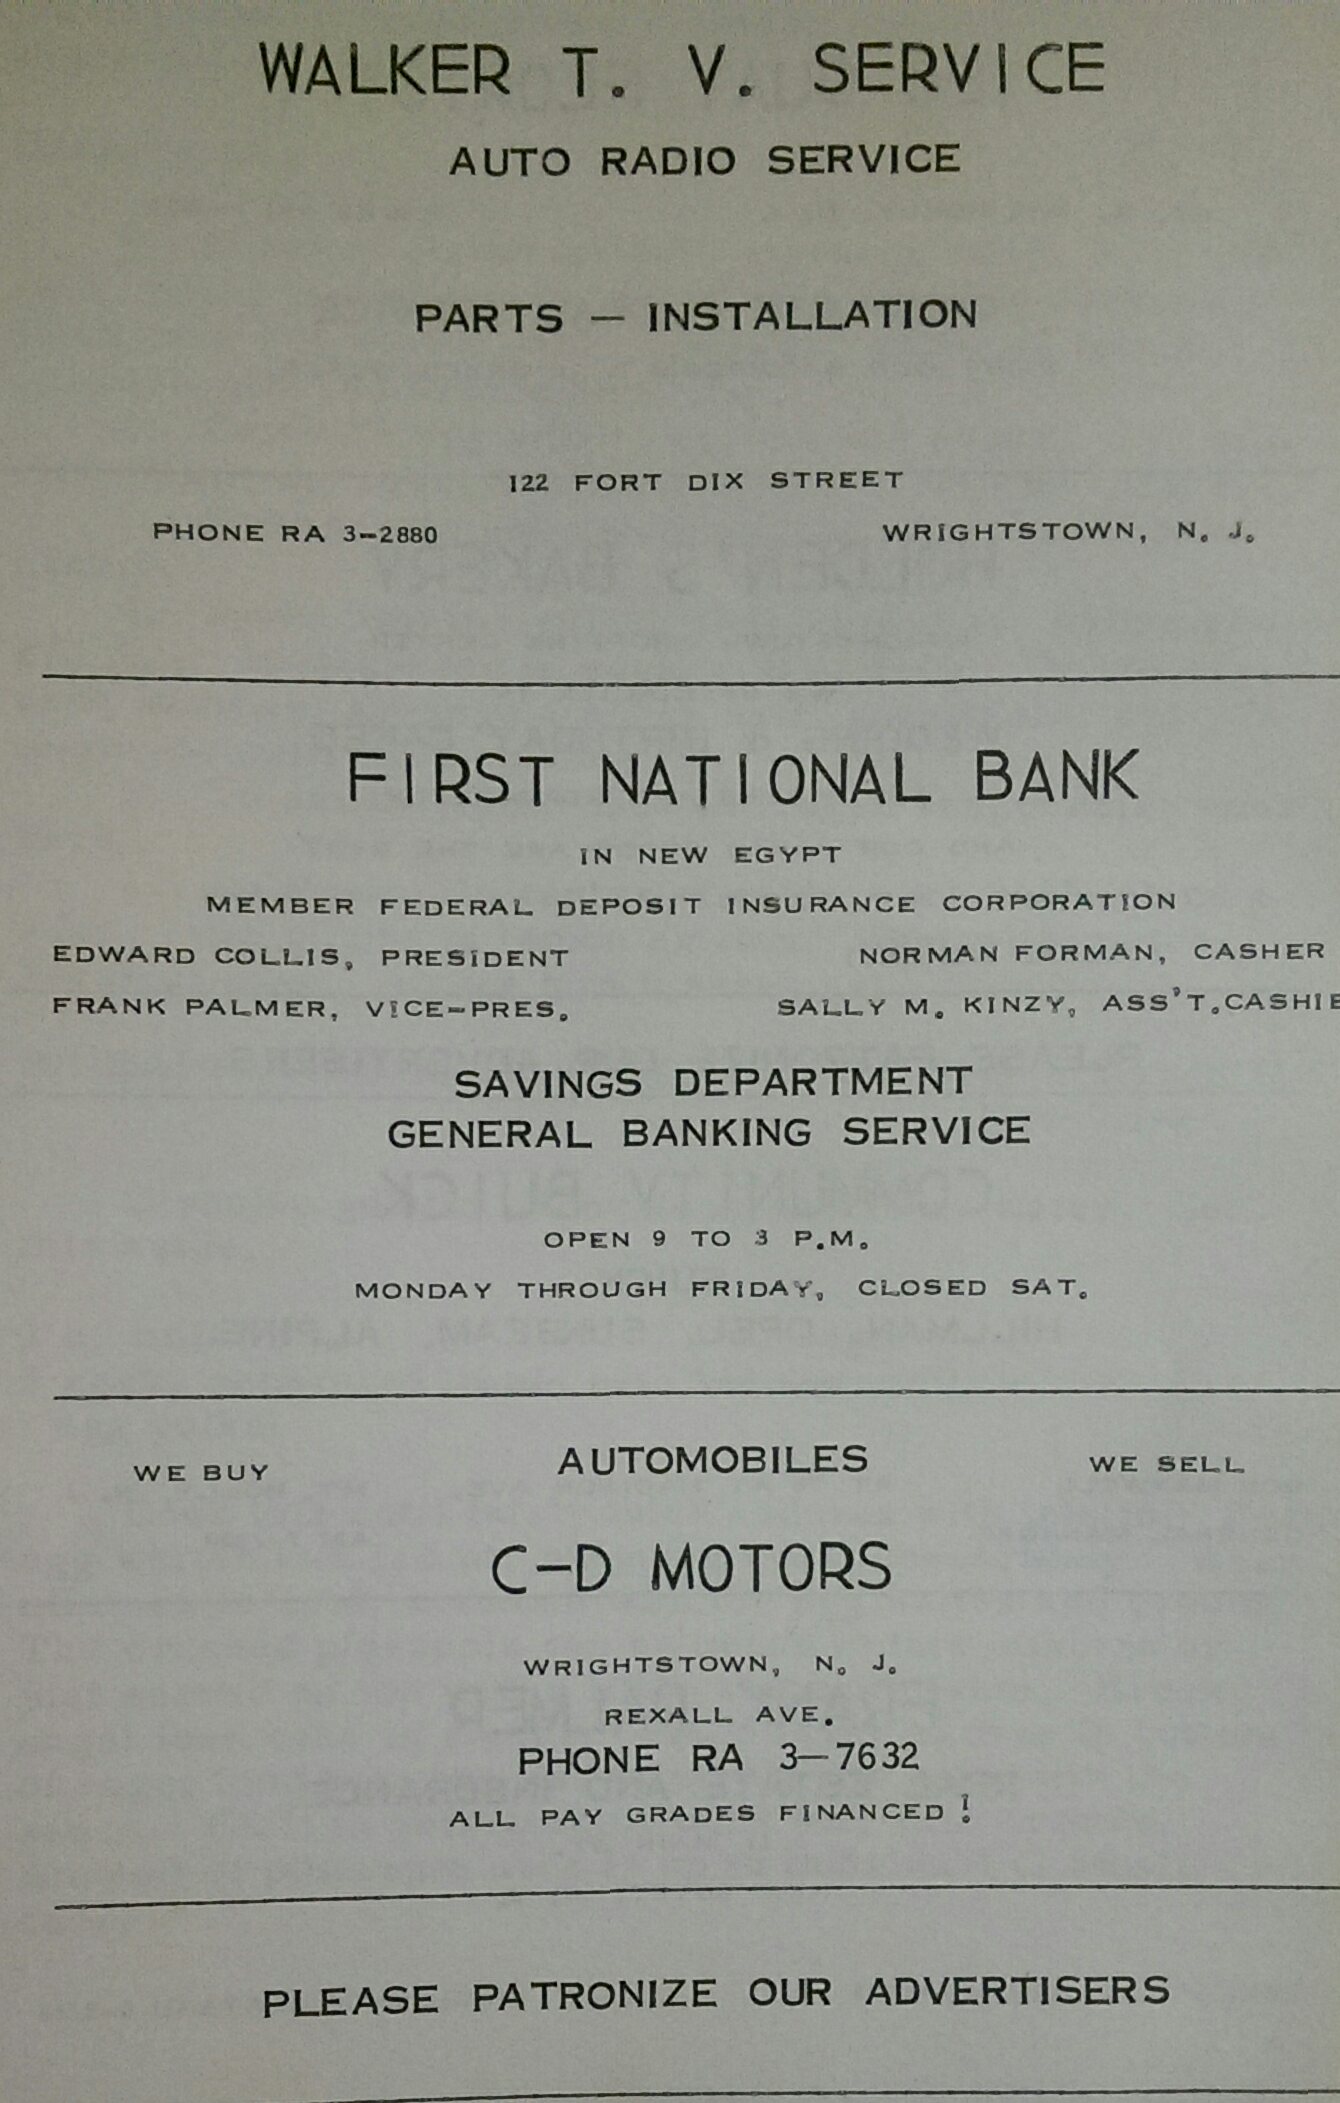 WALKER T. V. SERVICE
AUTO RADIO SERVICE
PARTS — INSTALLATION
122 FORT DIX STREET
PHONE RA 3-2880 WRIGHTSTOWN, N. J.
FIRST NATIONAL BANK
IN NEW EGYPT
MEMBER FEDERAL DEPOSIT INSURANCE CORPORATION
EDWARD COLLIS, PRESIDENT NORMAN FORMAN, CASHER
FRANK PALMER, VICE-PRES. SALLY M. KINZY, ASS'T.CASHIE
SAVINGS DEPARTMENT
GENERAL BANKING SERVICE
OPEN 9 TO 3 P.M.
MONDAY THROUGH FRIDAY, CLOSED SAT.
WE BUY AUTOMOBILES WE SELL
C-D MOTORS
WRIGHTSTOWN, N. J.
REXALL AVE.
PHONE RA 3—7632
ALL PAY GRADES FINANCED!
PLEASE PATRONIZE OUR ADVERTISERS